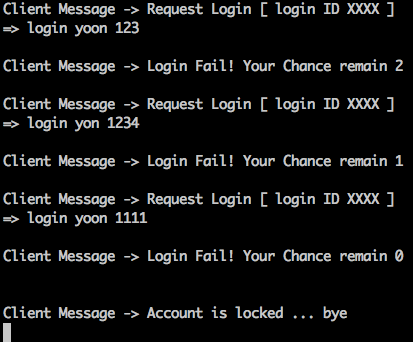 Client Message -> Request Login [ login ID XXXX ]
=> login yoon 123
Client Message -> Login Fail! Your Chance remain 2
Client Message -> Request Login [ login ID XXXX ]
=> login yon 1234
Client Message -> Login Fail! Your Chance remain 1
Client Message -> Request Login [ login ID XXXX ]
=> login yoon 1111
Client Message -> Login Fail! Your Chance remain 0
Client Message -> Account is locked ... bye